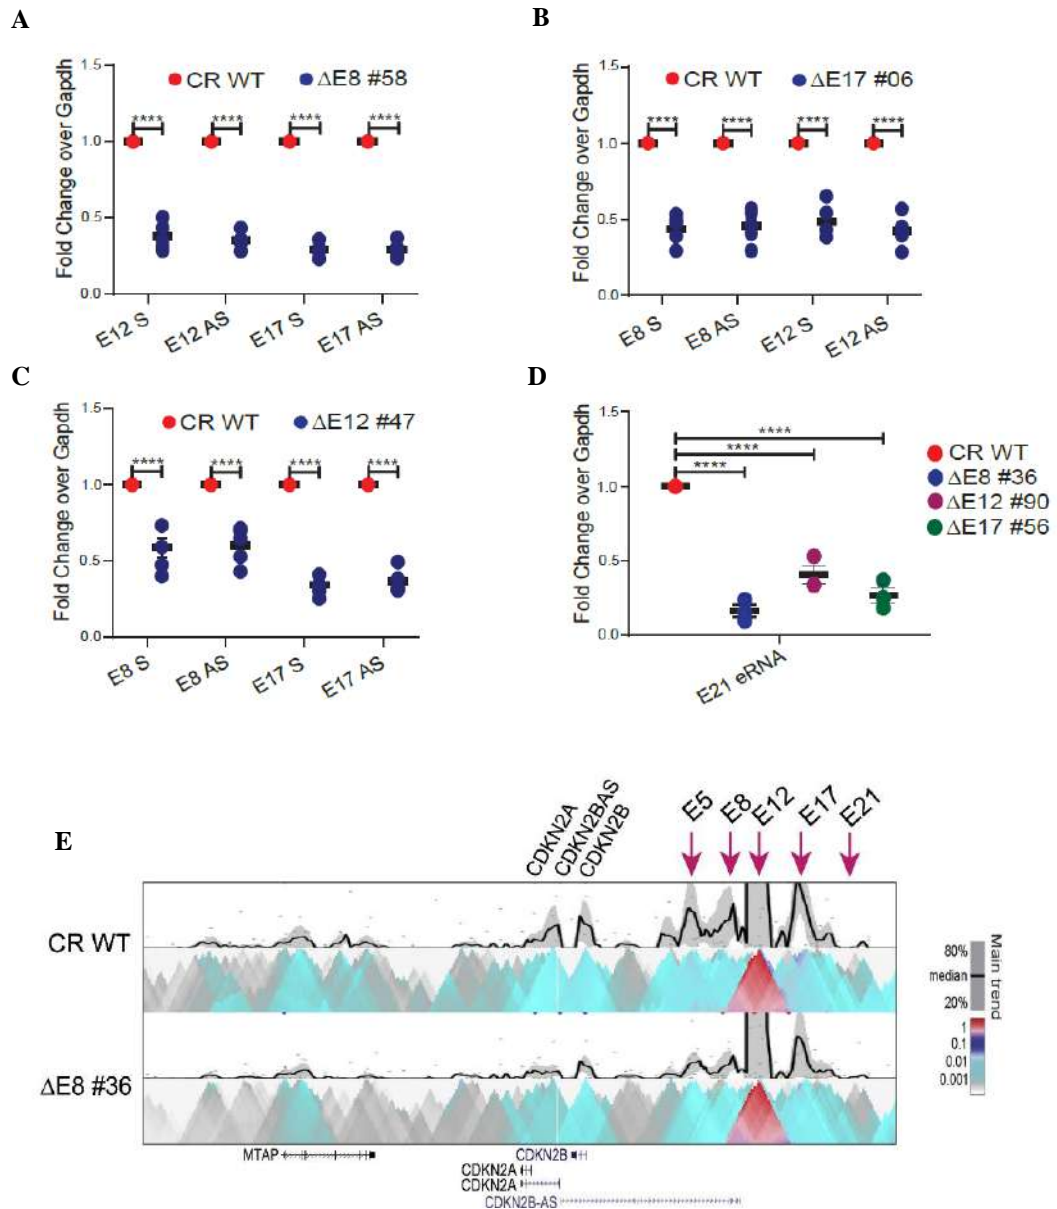 A
CR WT ΔE8 #58
Fold Change over Gapdh
1.5
1.0
0.5
0.0
**** **** **** ****
E12 S E12 AS E17 S E17 AS
B
CR WT ΔE17 #06
Fold Change over Gapdh
1.5
1.0
0.5
0.0
**** **** **** ****
E8 S E8 AS E12 S E12 AS
C
CR WT ΔE12 #47
Fold Change over Gapdh
1.5
1.0
0.5
0.0
**** **** **** ****
E8 S E8 AS E17 S E17 AS
D
Fold Change over Gapdh
1.5
1.0
0.5
0.0
****
****
****
E21 eRNA
CR WT
ΔE8 #36
ΔE12 #90
ΔE17 #56
E
CDKN2A CDKN2BAS CDKN2B E5 E8 E12 E17 E21
CR WT
ΔE8 #36
80%
median
20%
Main trend
1
0.1
0.01
0.001
MTAP
CDKN2B
CDKN2A
CDKN2A
CDKN2B-AS